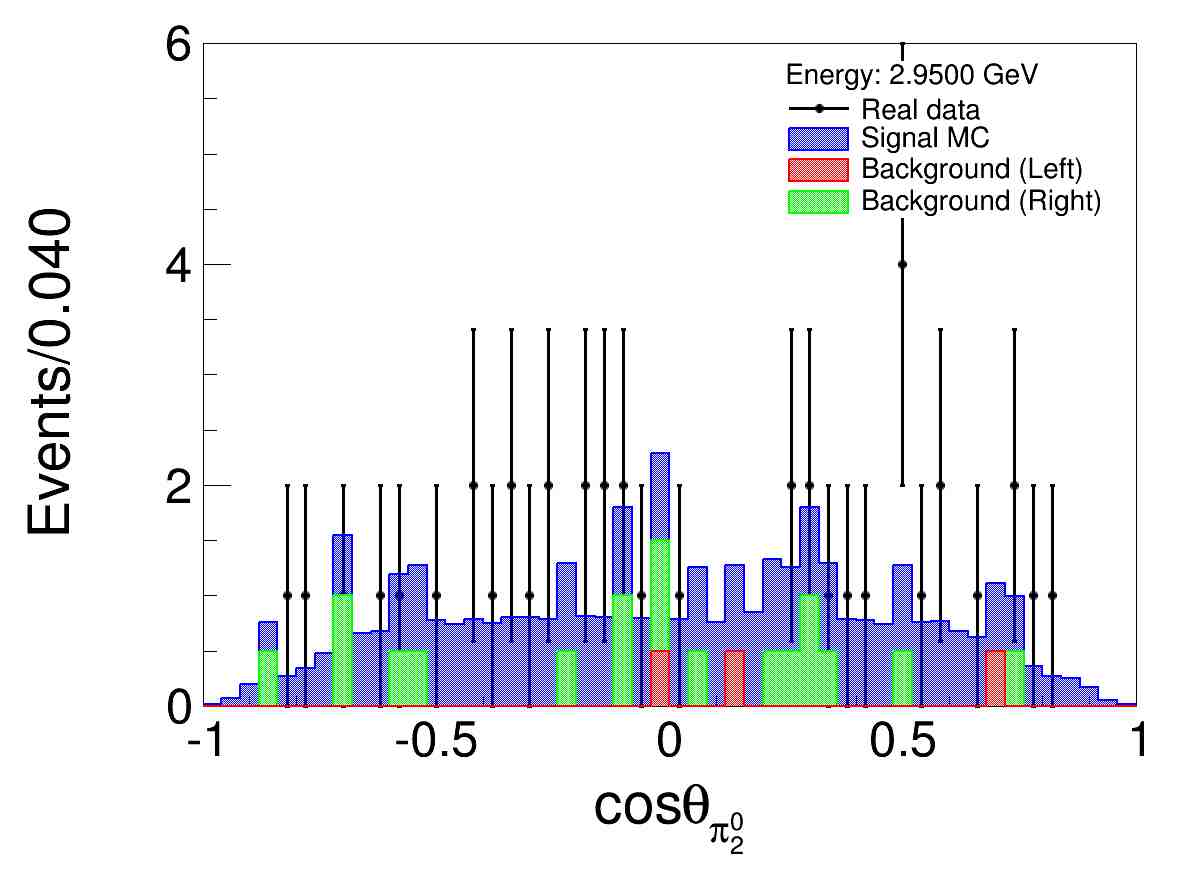 6
Energy: 2.9500 GeV
Real data
Signal MC
Background (Left)
Background (Right)
4
2
0
Events/0.040
-1 -0.5 0 0.5 1
cosθπ⁰₂